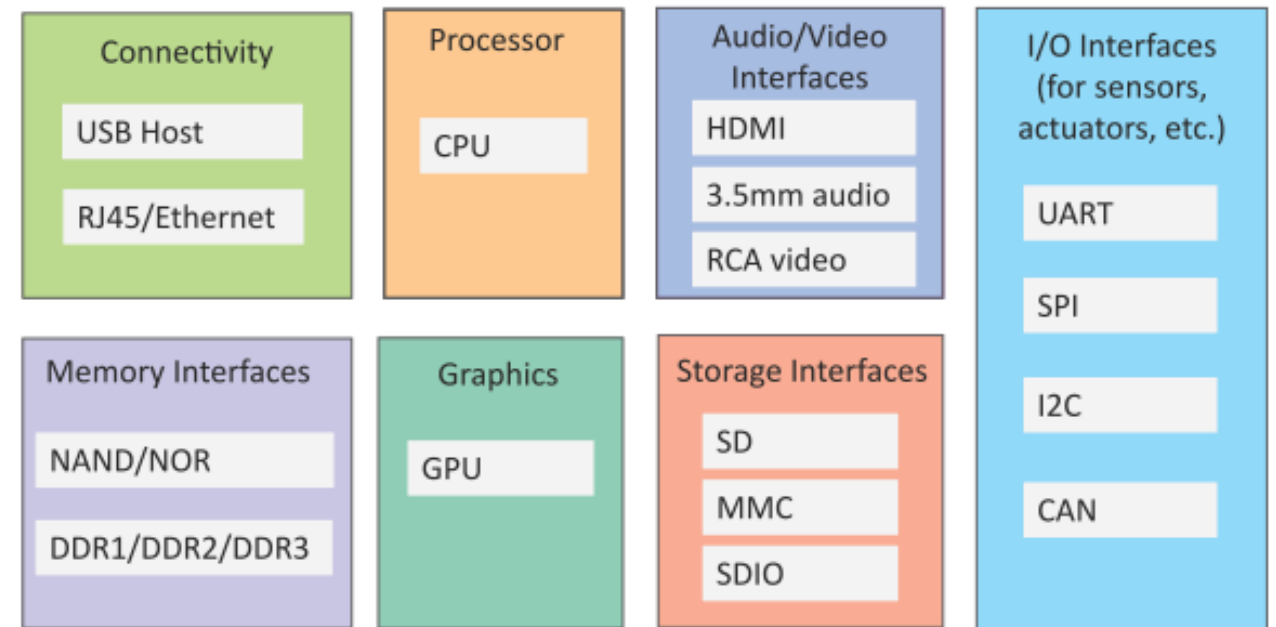 Connectivity
USB Host
RJ45/Ethernet
Processor
CPU
Audio/Video
Interfaces
HDMI
3.5mm audio
RCA video
I/O Interfaces
(for sensors,
actuators, etc.)
UART
SPI
I2C
CAN
Memory Interfaces
NAND/NOR
DDR1/DDR2/DDR3
Graphics
GPU
Storage Interfaces
SD
MMC
SDIO